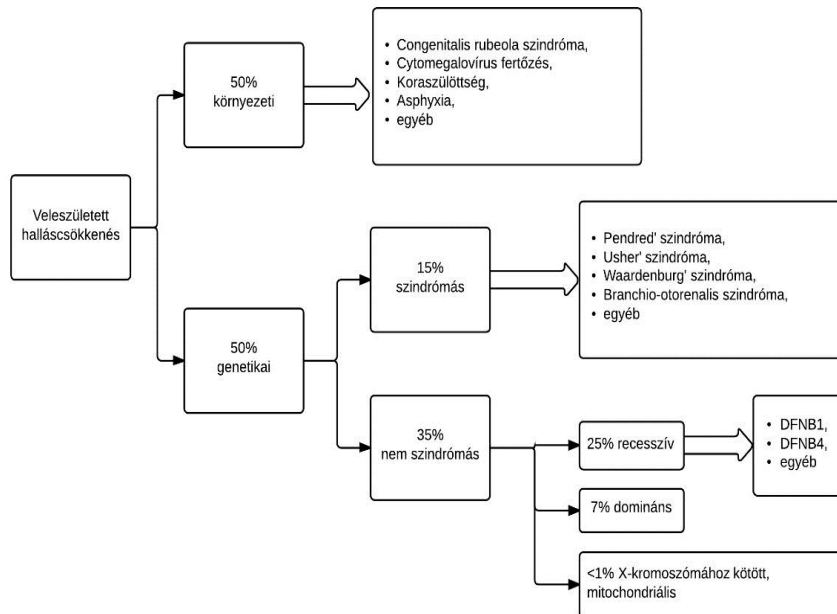 Veleszületett
halláscsökkenés
50%
környezeti
• Congenitalis rubeola szindróma,
• Cytomegalovírus fertőzés,
• Koraszülöttség,
• Asphyxia,
• egyéb
50%
genetikai
15%
szindrómás
• Pendred' szindróma,
• Usher' szindróma,
• Waardenburg' szindróma,
• Branchio-otorenalis szindróma,
• egyéb
35%
nem szindrómás
25% recesszív
• DFNB1,
• DFNB4,
• egyéb
7% domináns
<1% X-kromoszómához kötött,
mitochondriális